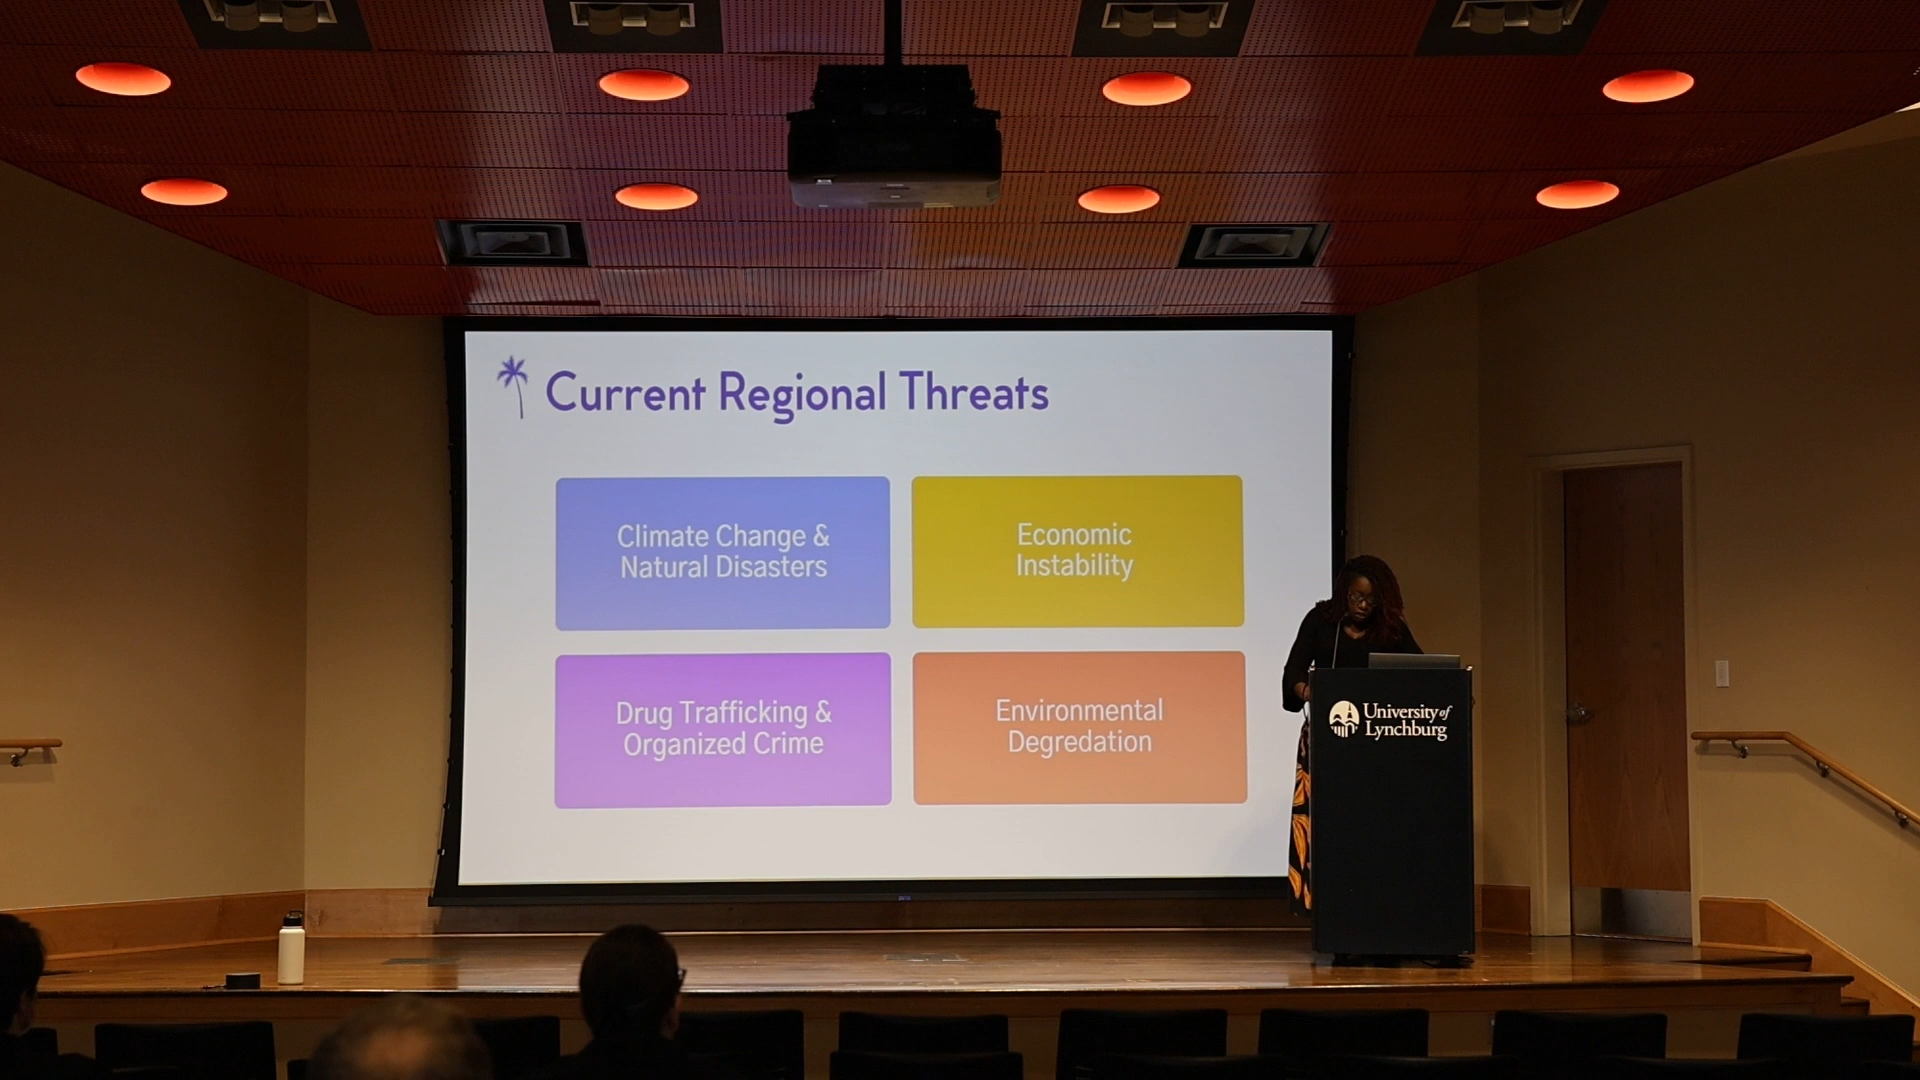 Current Regional Threats
Climate Change &
Natural Disasters
Economic
Instability
Drug Trafficking &
Organized Crime
Environmental
Degredation
University of
Lynchburg